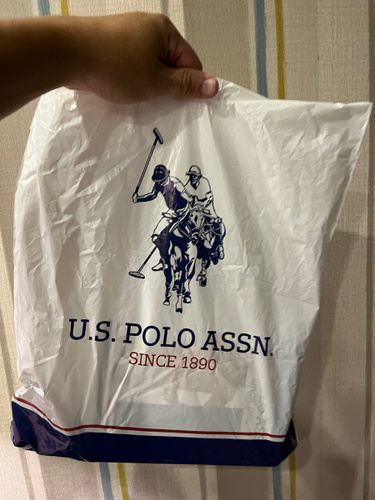 U.S. POLO ASSN.
SINCE 1890